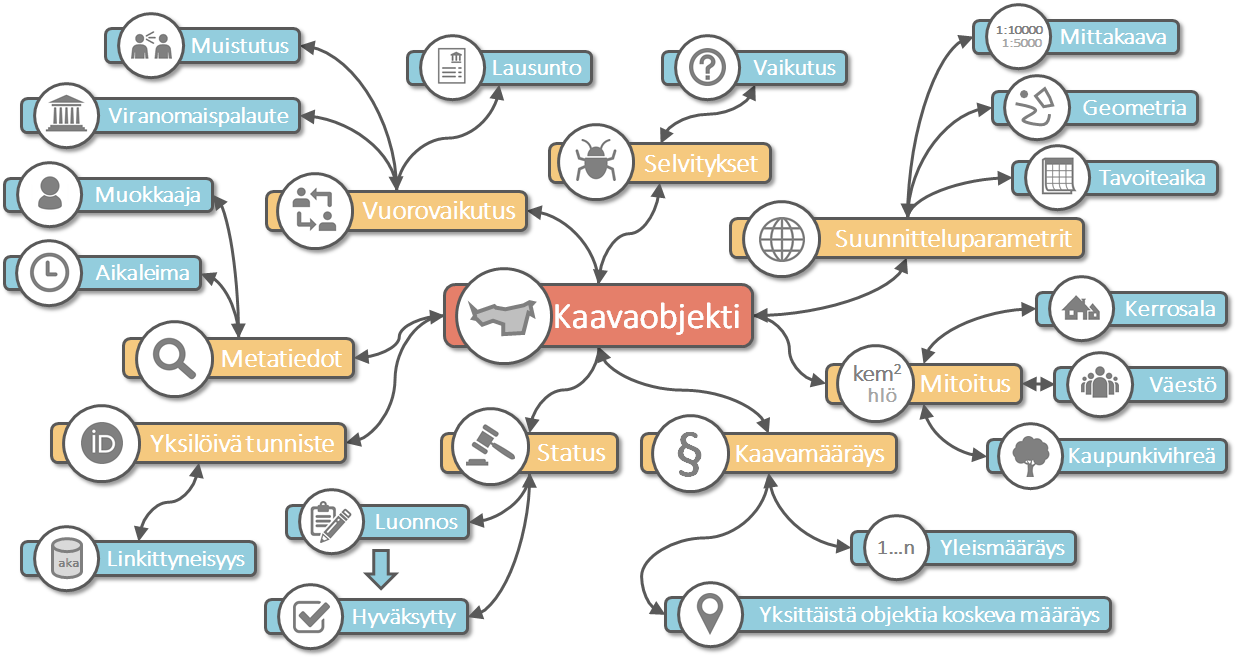 Muistutus
1:10000
1:5000
Mittakaava
Lausunto
Vaikutus
Viranomaispalaute
Geometria
Selvitykset
Tavoiteaika
Muokkaaja
Vuorovaikutus
Suunnitteluparametrit
Aikaleima
Kaavaobjekti
Kerrosala
Metatiedot
kem²
hlö
Mitoitus
Väestö
iD
Yksilöivä tunniste
Status
§
Kaavamääräys
Kaupunkivihreä
Luonnos
aka
Linkittyneisyys
1...n
Yleismääräys
Hyväksytty
Yksittäistä objektia koskeva määräys